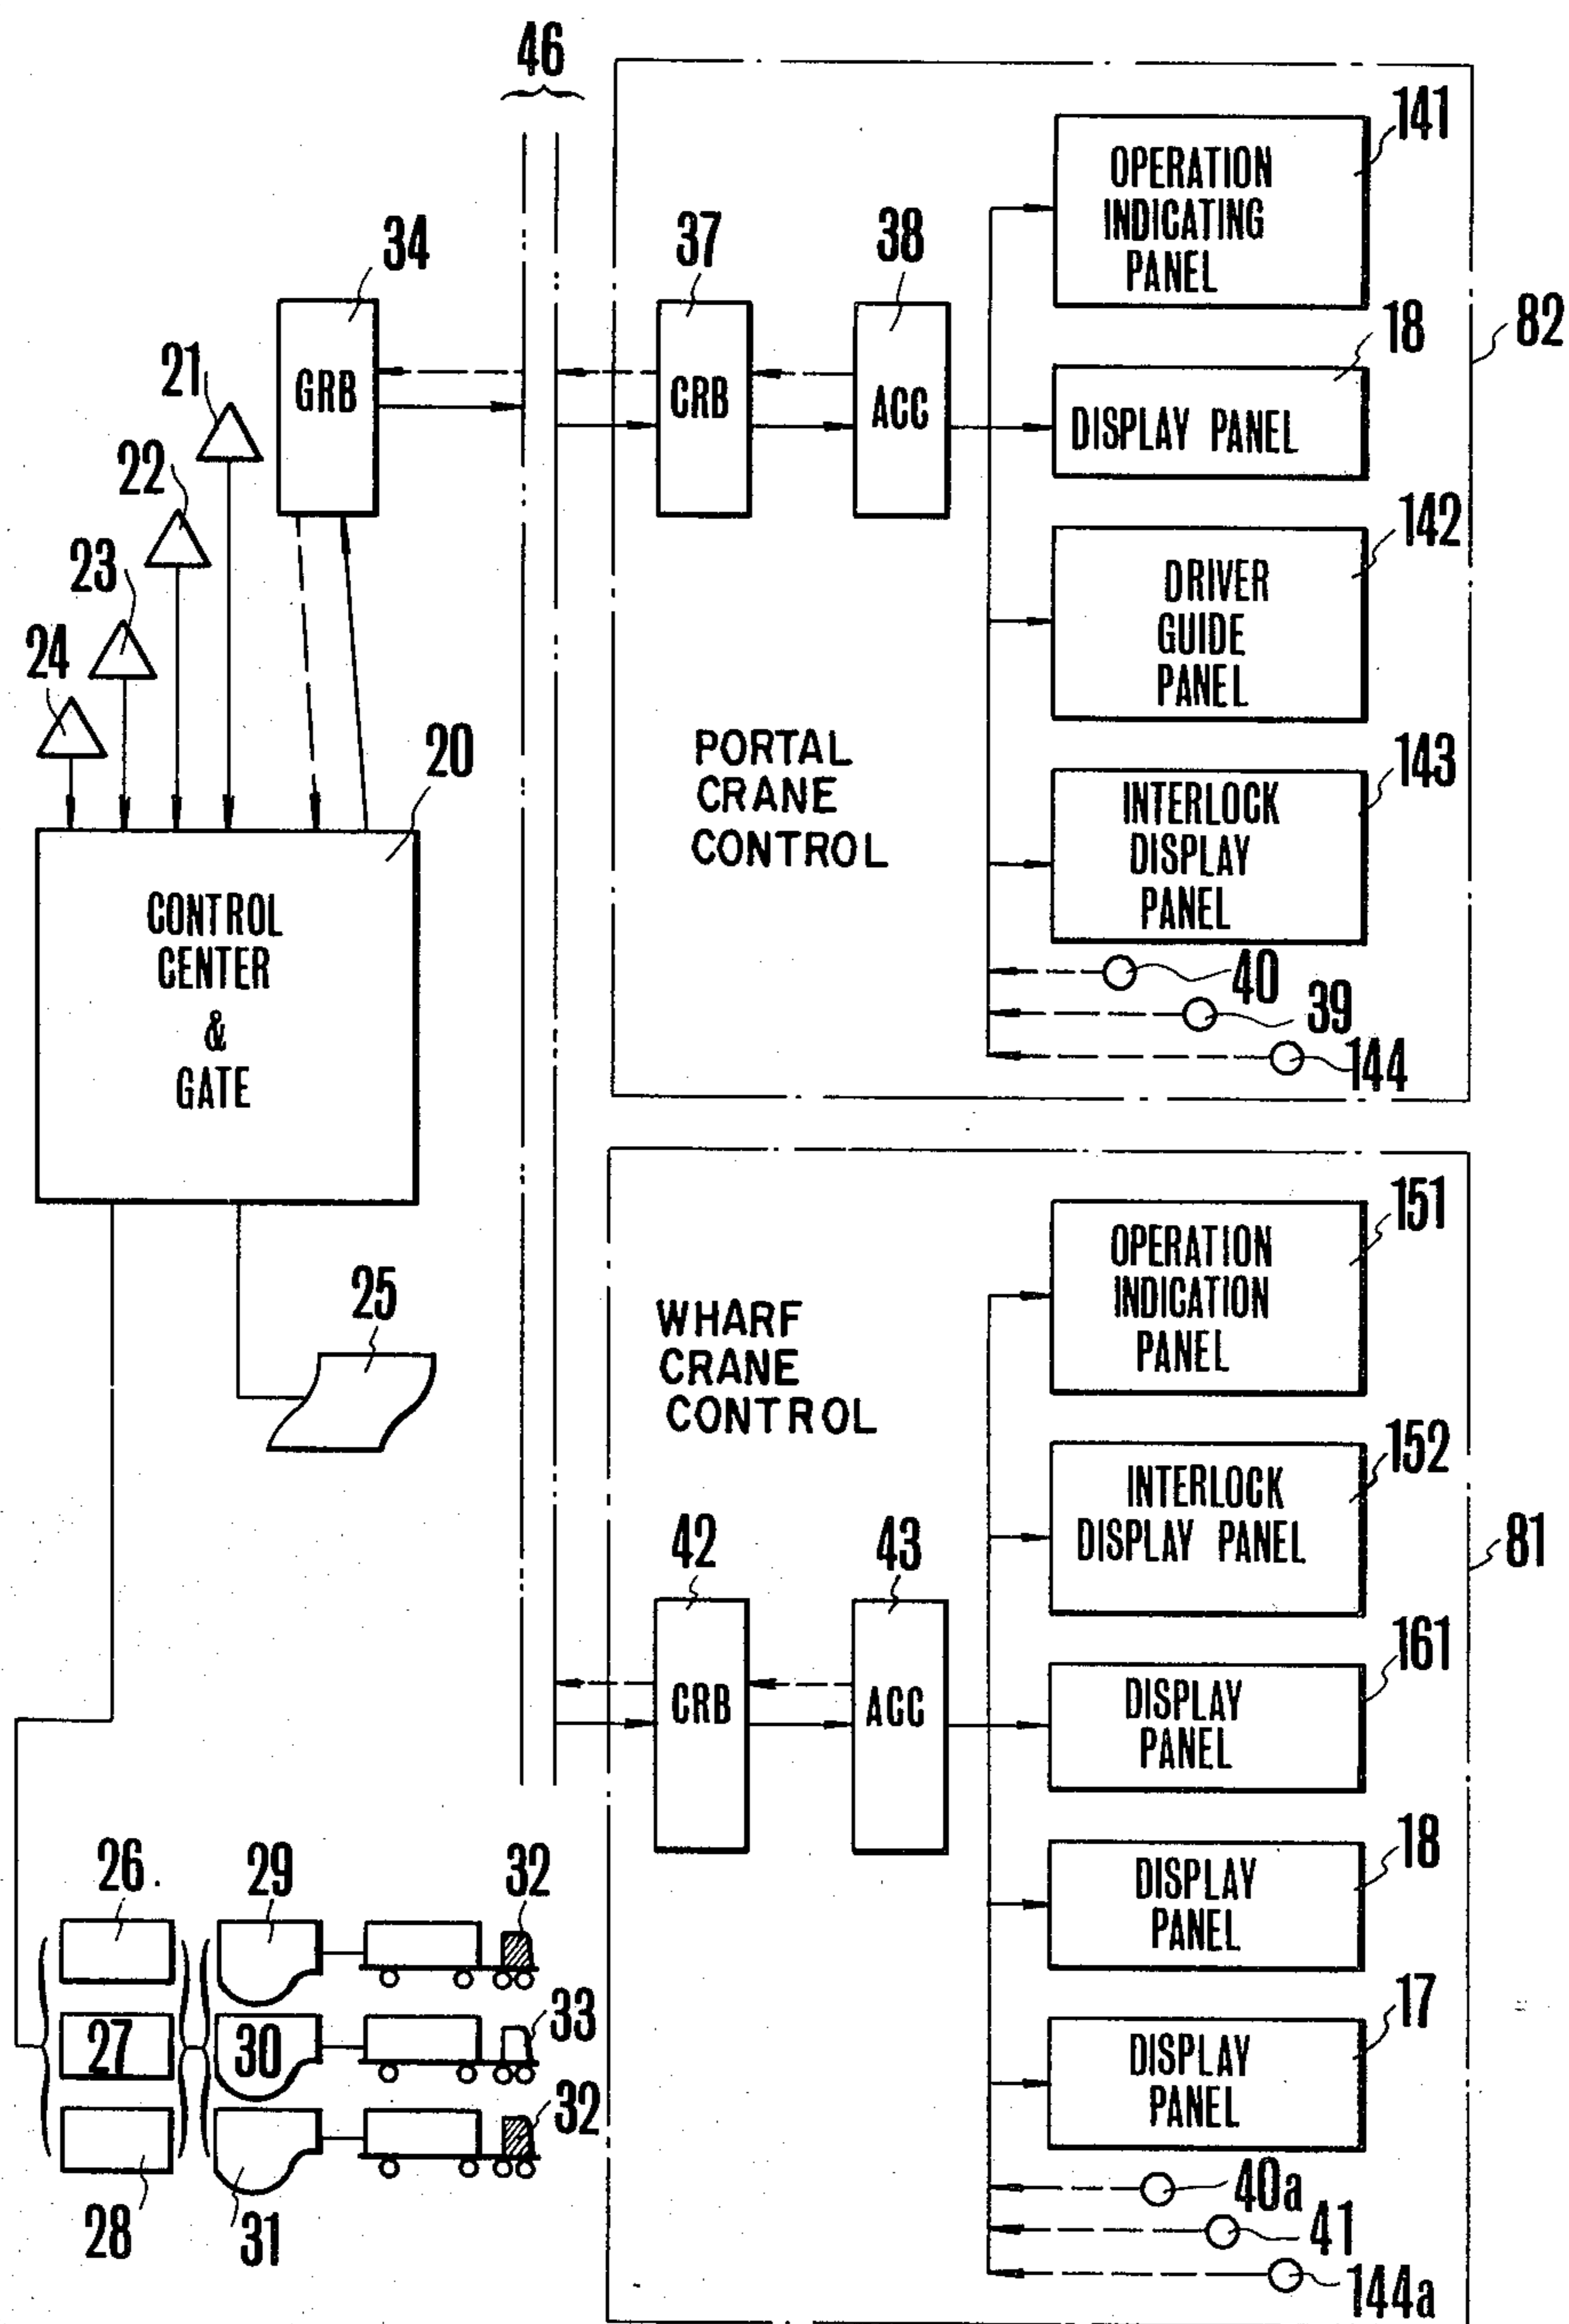 46
141
OPERATION
INDICATING
PANEL
34
37
38
18
82
21
GRB
CRB
ACC
DISPLAY PANEL
22
142
23
DRIVER
GUIDE
PANEL
24
20
PORTAL
CRANE
CONTROL
143
INTERLOCK
DISPLAY
PANEL
CONTROL
CENTER
&
GATE
40
39
144
151
OPERATION
INDICATION
PANEL
25
WHARF
CRANE
CONTROL
152
INTERLOCK
DISPLAY PANEL
81
42
43
161
CRB
ACC
DISPLAY
PANEL
18
DISPLAY
PANEL
26
29
32
17
27
30
33
DISPLAY
PANEL
32
28
31
40a
41
144a